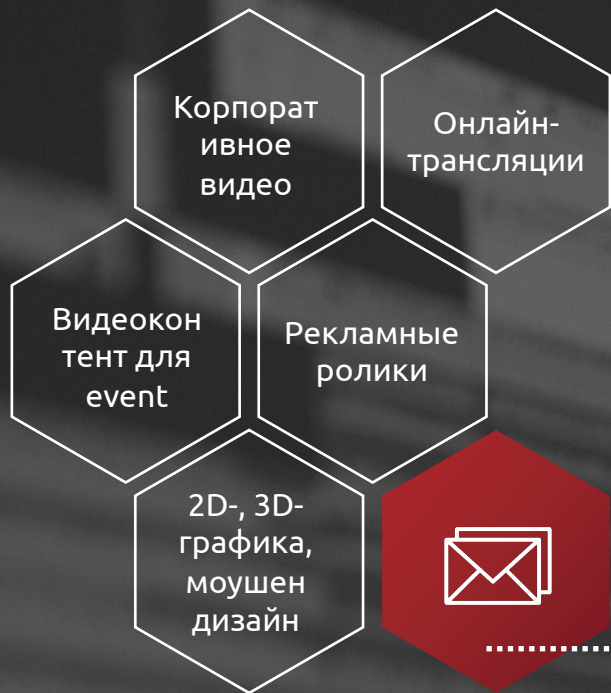 Корпорат
ивное
видео
Онлайн-
трансляции
Видеокон
тент для
event
Рекламные
ролики
2D-, 3D-
графика,
моушен
дизайн